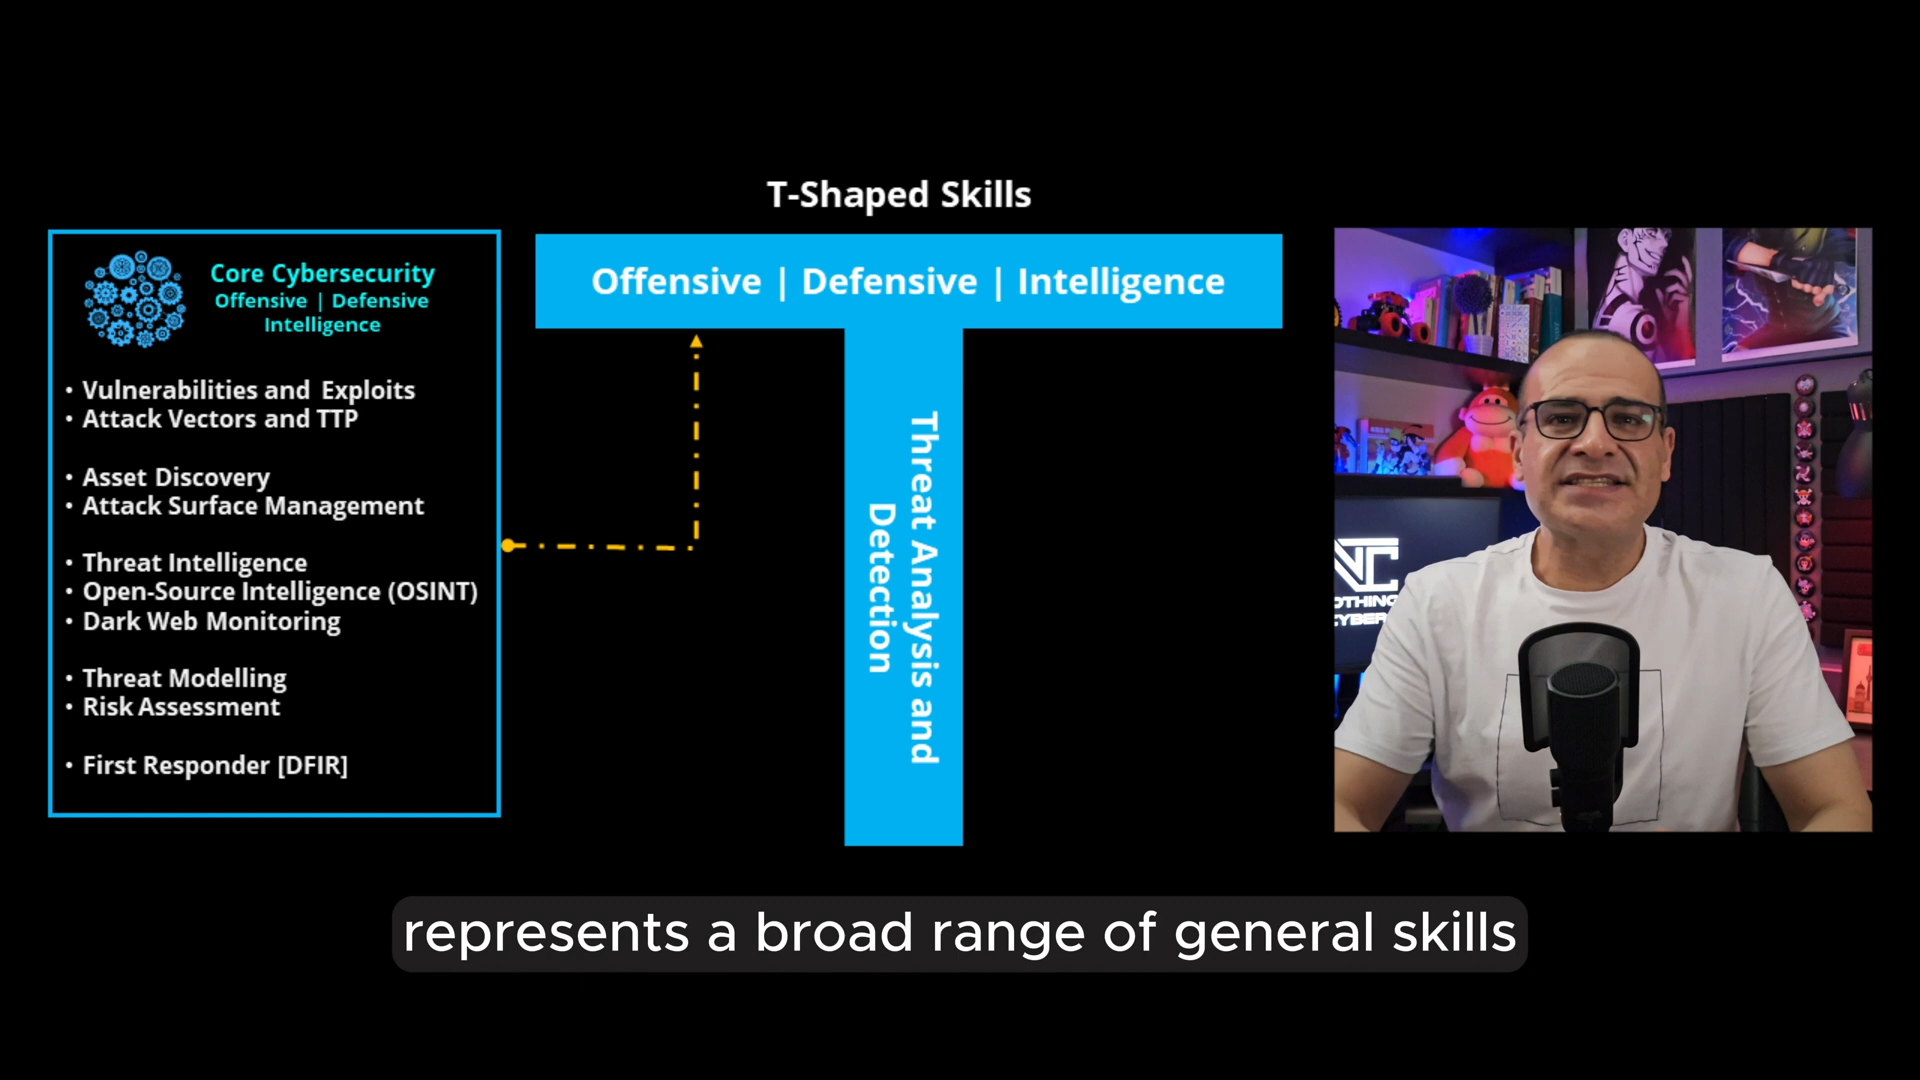 T-Shaped Skills
Core Cybersecurity
Offensive | Defensive
Intelligence
• Vulnerabilities and Exploits
• Attack Vectors and TTP
• Asset Discovery
• Attack Surface Management
• Threat Intelligence
• Open-Source Intelligence (OSINT)
• Dark Web Monitoring
• Threat Modelling
• Risk Assessment
• First Responder [DFIR]
Offensive | Defensive | Intelligence
Threat Analysis and
Detection
OTHING
CYBER
represents a broad range of general skills